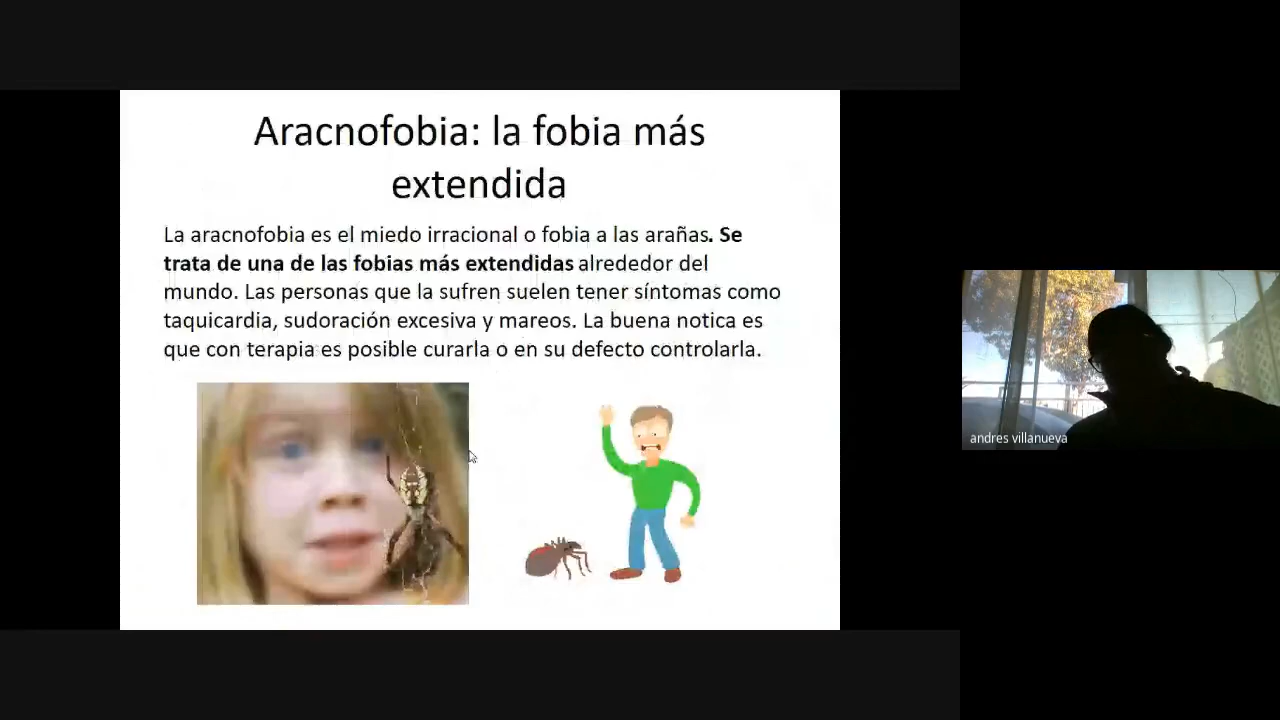 Aracnofobia: la fobia más
extendida
La aracnofobia es el miedo irracional o fobia a las arañas. Se
trata de una de las fobias más extendidas alrededor del
mundo. Las personas que la sufren suelen tener síntomas como
taquicardia, sudoración excesiva y mareos. La buena notica es
que con terapia es posible curarla o en su defecto controlarla.
andres villanueva